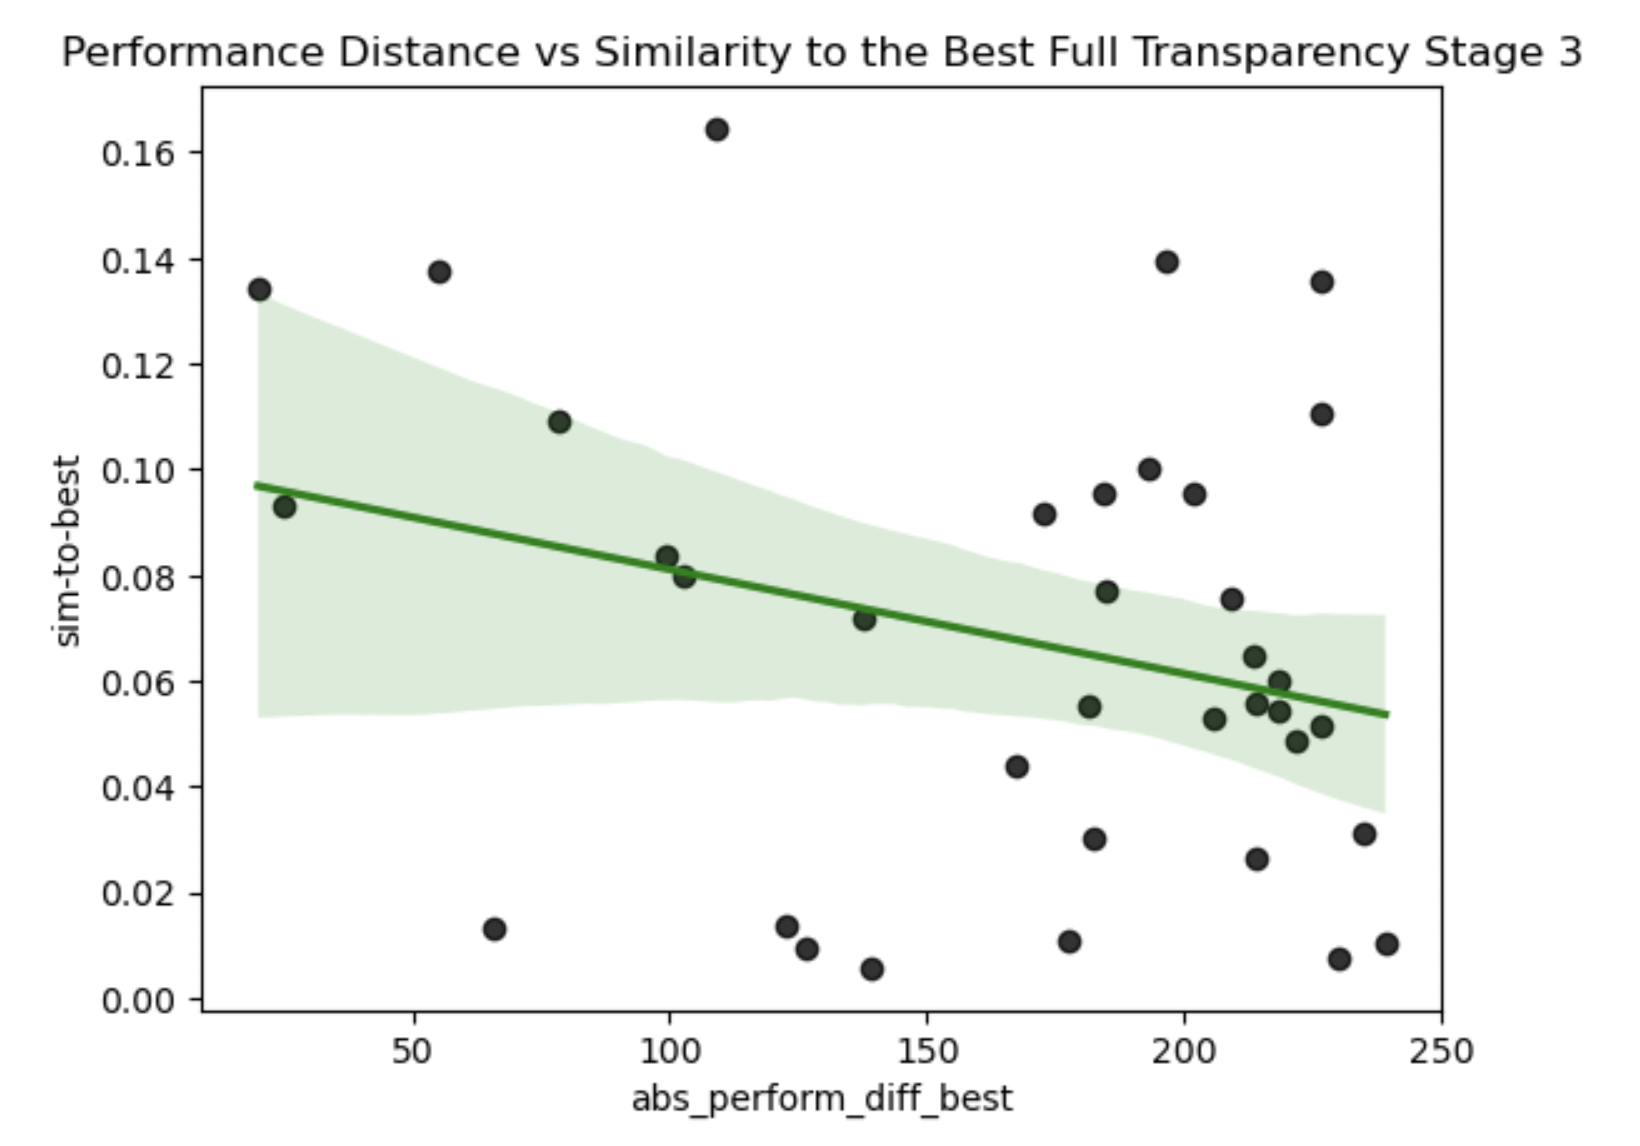 Performance Distance vs Similarity to the Best Full Transparency Stage 3
0.16
0.14
0.12
0.10
0.08
0.06
0.04
0.02
0.00
sim-to-best
50 100 150 200 250
abs_perform_diff_best